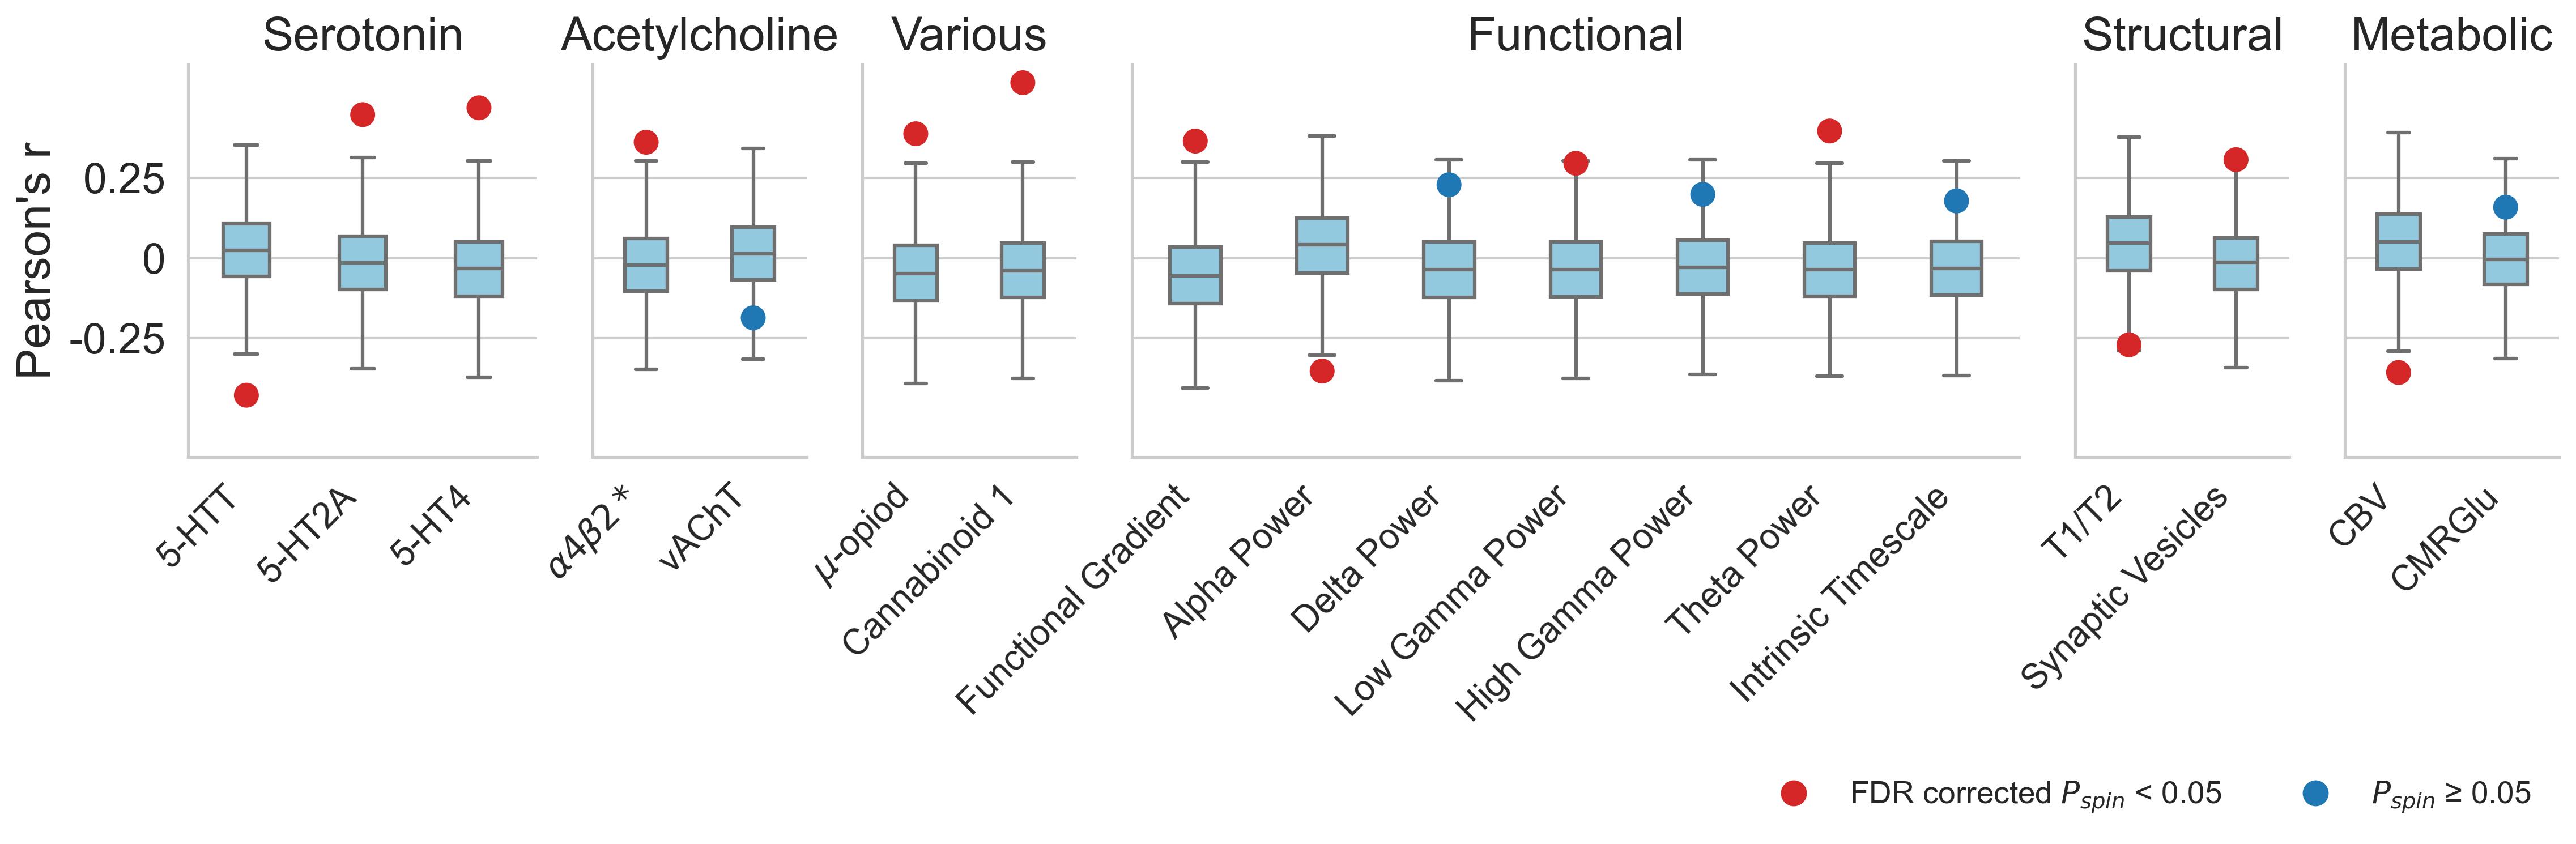 Serotonin
Acetylcholine
Various
Functional
Structural
Metabolic
Pearson's r
0.25
0
-0.25
5-HTT
5-HT2A
5-HT4
α4β2*
vAChT
μ-opiod
Cannabinoid 1
Functional Gradient
Alpha Power
Delta Power
Low Gamma Power
High Gamma Power
Theta Power
Intrinsic Timescale
T1/T2
Synaptic Vesicles
CBV
CMRGlu
FDR corrected P_spin < 0.05
P_spin ≥ 0.05